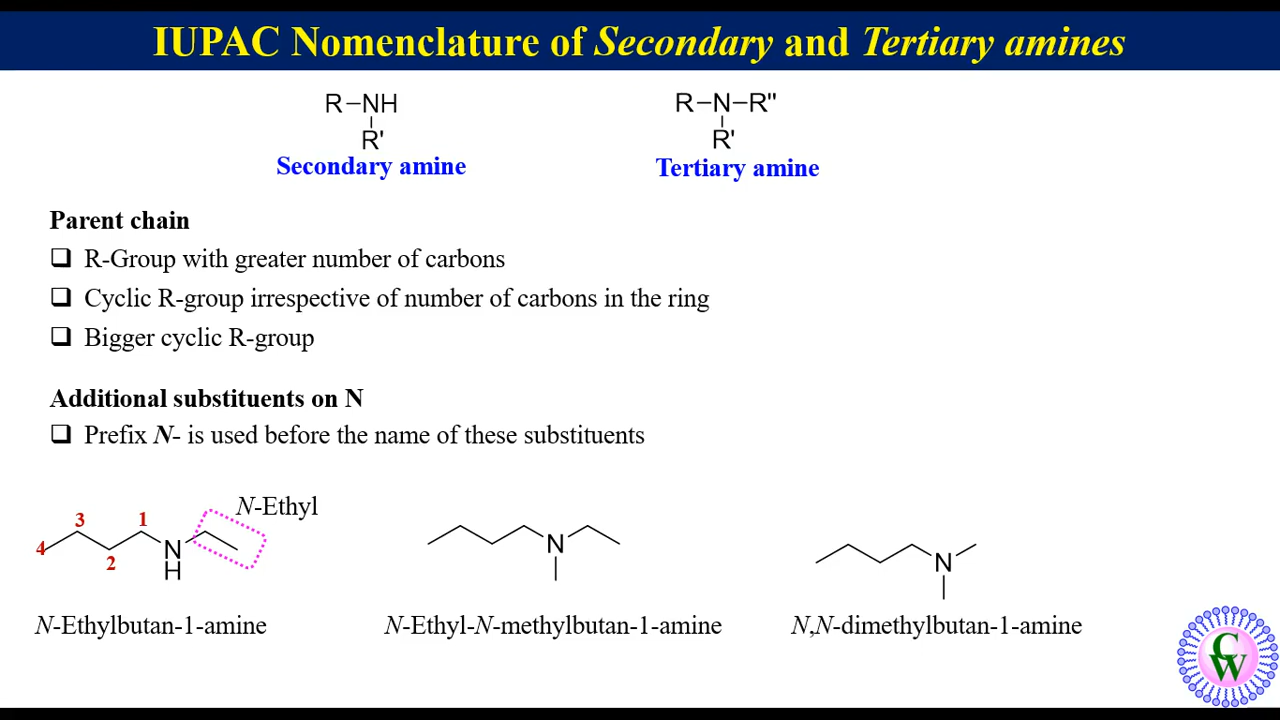 IUPAC Nomenclature of Secondary and Tertiary amines
R–NH
R'
Secondary amine
R–N–R''
R'
Tertiary amine
Parent chain
❑ R-Group with greater number of carbons
❑ Cyclic R-group irrespective of number of carbons in the ring
❑ Bigger cyclic R-group
Additional substituents on N
❑ Prefix N- is used before the name of these substituents
N-Ethyl
4 3 2 1
N
H
N-Ethylbutan-1-amine
N
N-Ethyl-N-methylbutan-1-amine
N
N,N-dimethylbutan-1-amine
CW